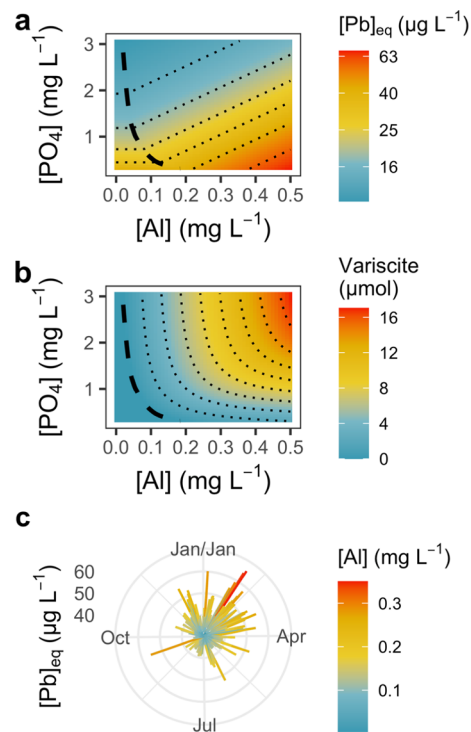 a
[PO₄] (mg L⁻¹)
3
2
1
0.0 0.1 0.2 0.3 0.4 0.5
[Al] (mg L⁻¹)
[Pb]eq (µg L⁻¹)
63
40
25
16
b
[PO₄] (mg L⁻¹)
3
2
1
0.0 0.1 0.2 0.3 0.4 0.5
[Al] (mg L⁻¹)
Variscite
(µmol)
16
12
8
4
0
c
[Pb]eq (µg L⁻¹)
60
50
40
Jan/Jan
Apr
Jul
Oct
[Al] (mg L⁻¹)
0.3
0.2
0.1